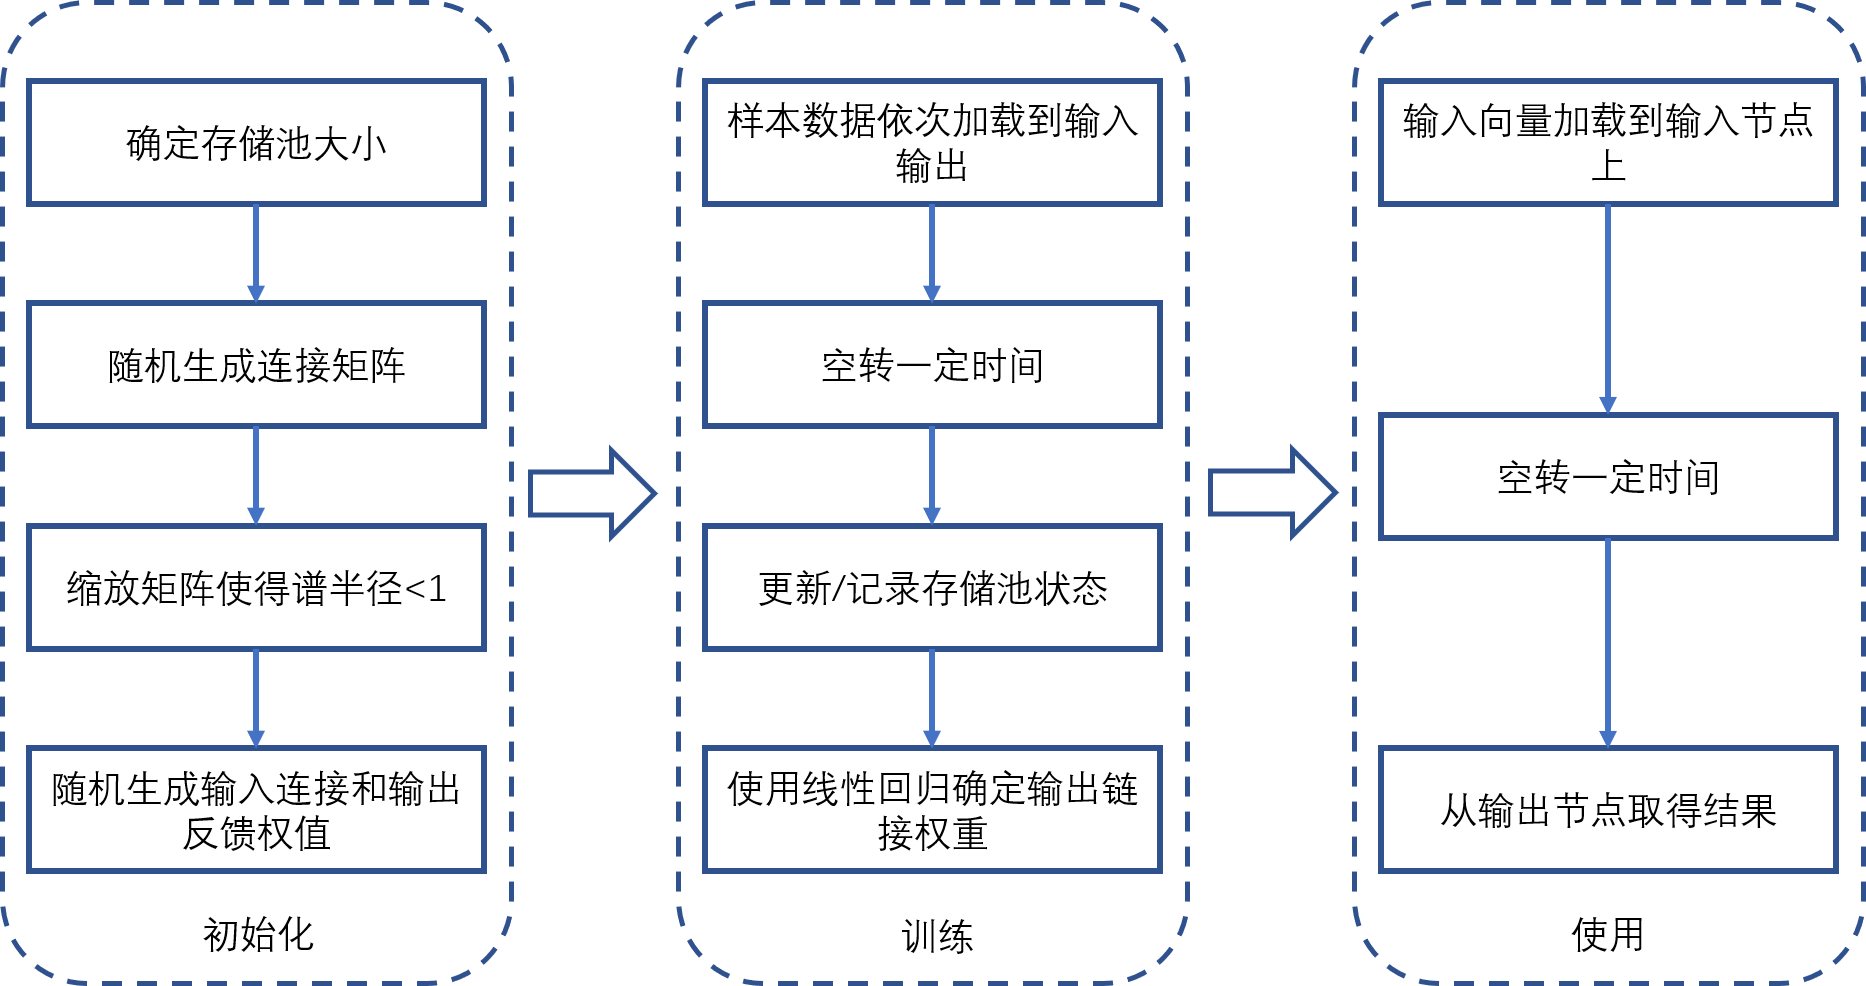 确定存储池大小
随机生成连接矩阵
缩放矩阵使得谱半径<1
随机生成输入连接和输出
反馈权值
初始化
样本数据依次加载到输入
输出
空转一定时间
更新/记录存储池状态
使用线性回归确定输出链
接权重
训练
输入向量加载到输入节点
上
空转一定时间
从输出节点取得结果
使用